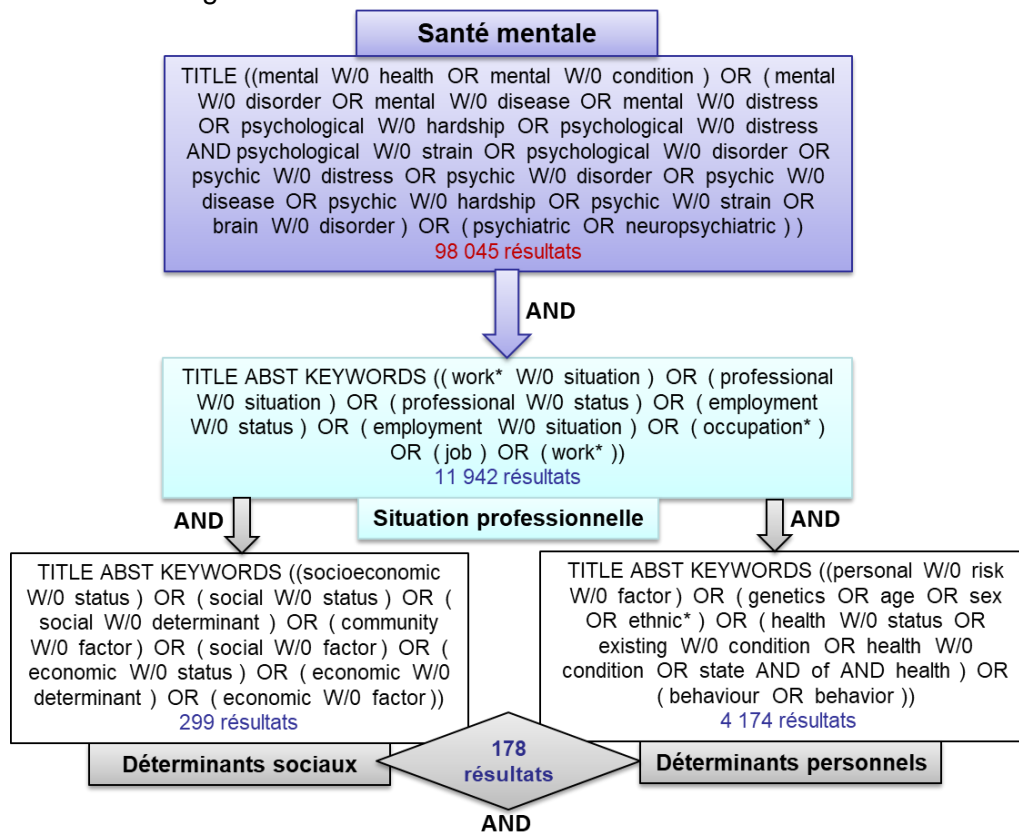 Santé mentale
TITLE ((mental W/0 health OR mental W/0 condition ) OR ( mental
W/0 disorder OR mental W/0 disease OR mental W/0 distress
OR psychological W/0 hardship OR psychological W/0 distress
AND psychological W/0 strain OR psychological W/0 disorder OR
psychic W/0 distress OR psychic W/0 disorder OR psychic W/0
disease OR psychic W/0 hardship OR psychic W/0 strain OR
brain W/0 disorder ) OR ( psychiatric OR neuropsychiatric ) )
98 045 résultats
AND
TITLE ABST KEYWORDS (( work* W/0 situation ) OR ( professional
W/0 situation ) OR ( professional W/0 status ) OR ( employment
W/0 status ) OR ( employment W/0 situation ) OR ( occupation* )
OR ( job ) OR ( work* ))
11 942 résultats
Situation professionnelle
AND
AND
TITLE ABST KEYWORDS ((socioeconomic
W/0 status ) OR ( social W/0 status ) OR (
social W/0 determinant ) OR ( community
W/0 factor) OR ( social W/0 factor ) OR (
economic W/0 status ) OR ( economic W/0
determinant ) OR ( economic W/0 factor))
299 résultats
Déterminants sociaux
TITLE ABST KEYWORDS ((personal W/0 risk
W/0 factor ) OR ( genetics OR age OR sex
OR ethnic* ) OR ( health W/0 status OR
existing W/0 condition OR health W/0
condition OR state AND of AND health ) OR
( behaviour OR behavior ))
4 174 résultats
Déterminants personnels
178
résultats
AND